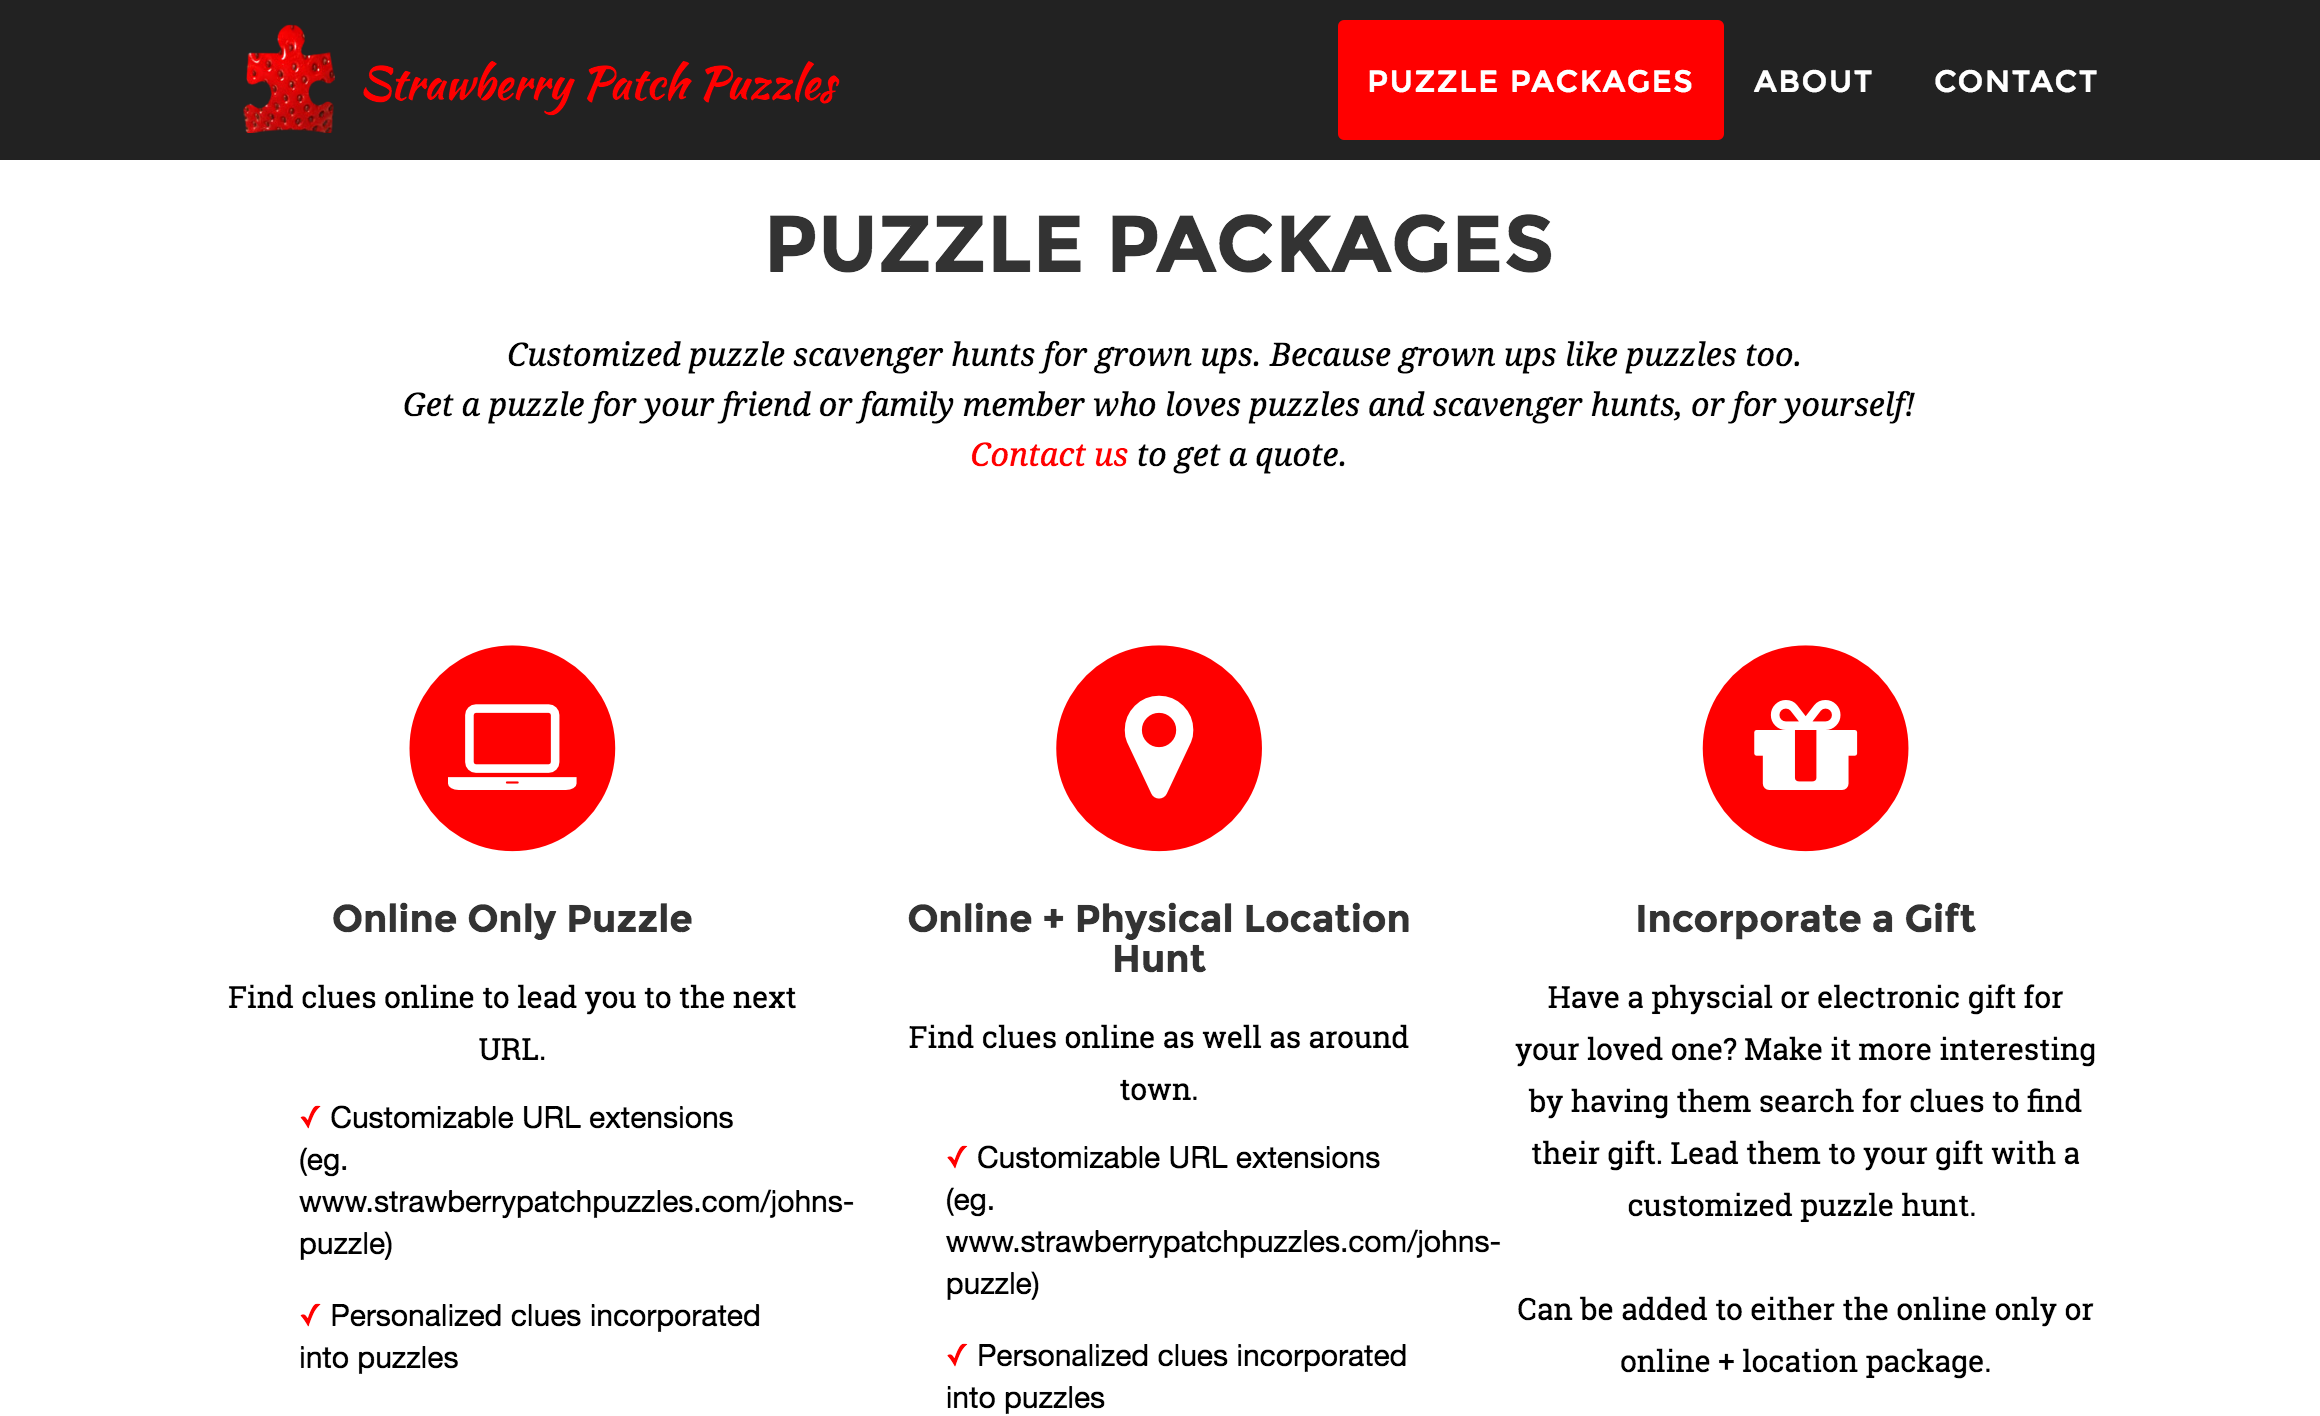 Strawberry Patch Puzzles
PUZZLE PACKAGES
ABOUT
CONTACT
PUZZLE PACKAGES
Customized puzzle scavenger hunts for grown ups. Because grown ups like puzzles too.
Get a puzzle for your friend or family member who loves puzzles and scavenger hunts, or for yourself!
Contact us to get a quote.
Online Only Puzzle
Find clues online to lead you to the next
URL.
✓ Customizable URL extensions
(eg.
www.strawberrypatchpuzzles.com/johns-
puzzle)
✓ Personalized clues incorporated
into puzzles
Online + Physical Location
Hunt
Find clues online as well as around
town.
✓ Customizable URL extensions
(eg.
www.strawberrypatchpuzzles.com/johns-
puzzle)
✓ Personalized clues incorporated
into puzzles
Incorporate a Gift
Have a physcial or electronic gift for
your loved one? Make it more interesting
by having them search for clues to find
their gift. Lead them to your gift with a
customized puzzle hunt.
Can be added to either the online only or
online + location package.